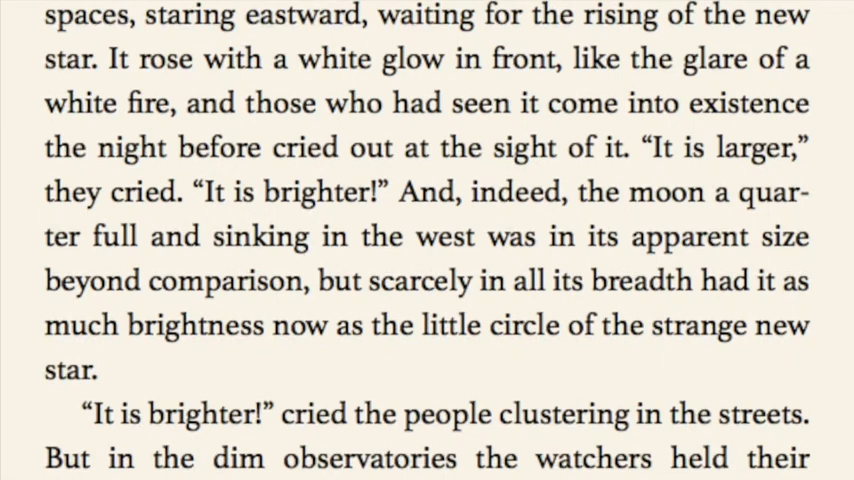 spaces, staring eastward, waiting for the rising of the new
star. It rose with a white glow in front, like the glare of a
white fire, and those who had seen it come into existence
the night before cried out at the sight of it. “It is larger,”
they cried. “It is brighter!” And, indeed, the moon a quar-
ter full and sinking in the west was in its apparent size
beyond comparison, but scarcely in all its breadth had it as
much brightness now as the little circle of the strange new
star.
“It is brighter!” cried the people clustering in the streets.
But in the dim observatories the watchers held their